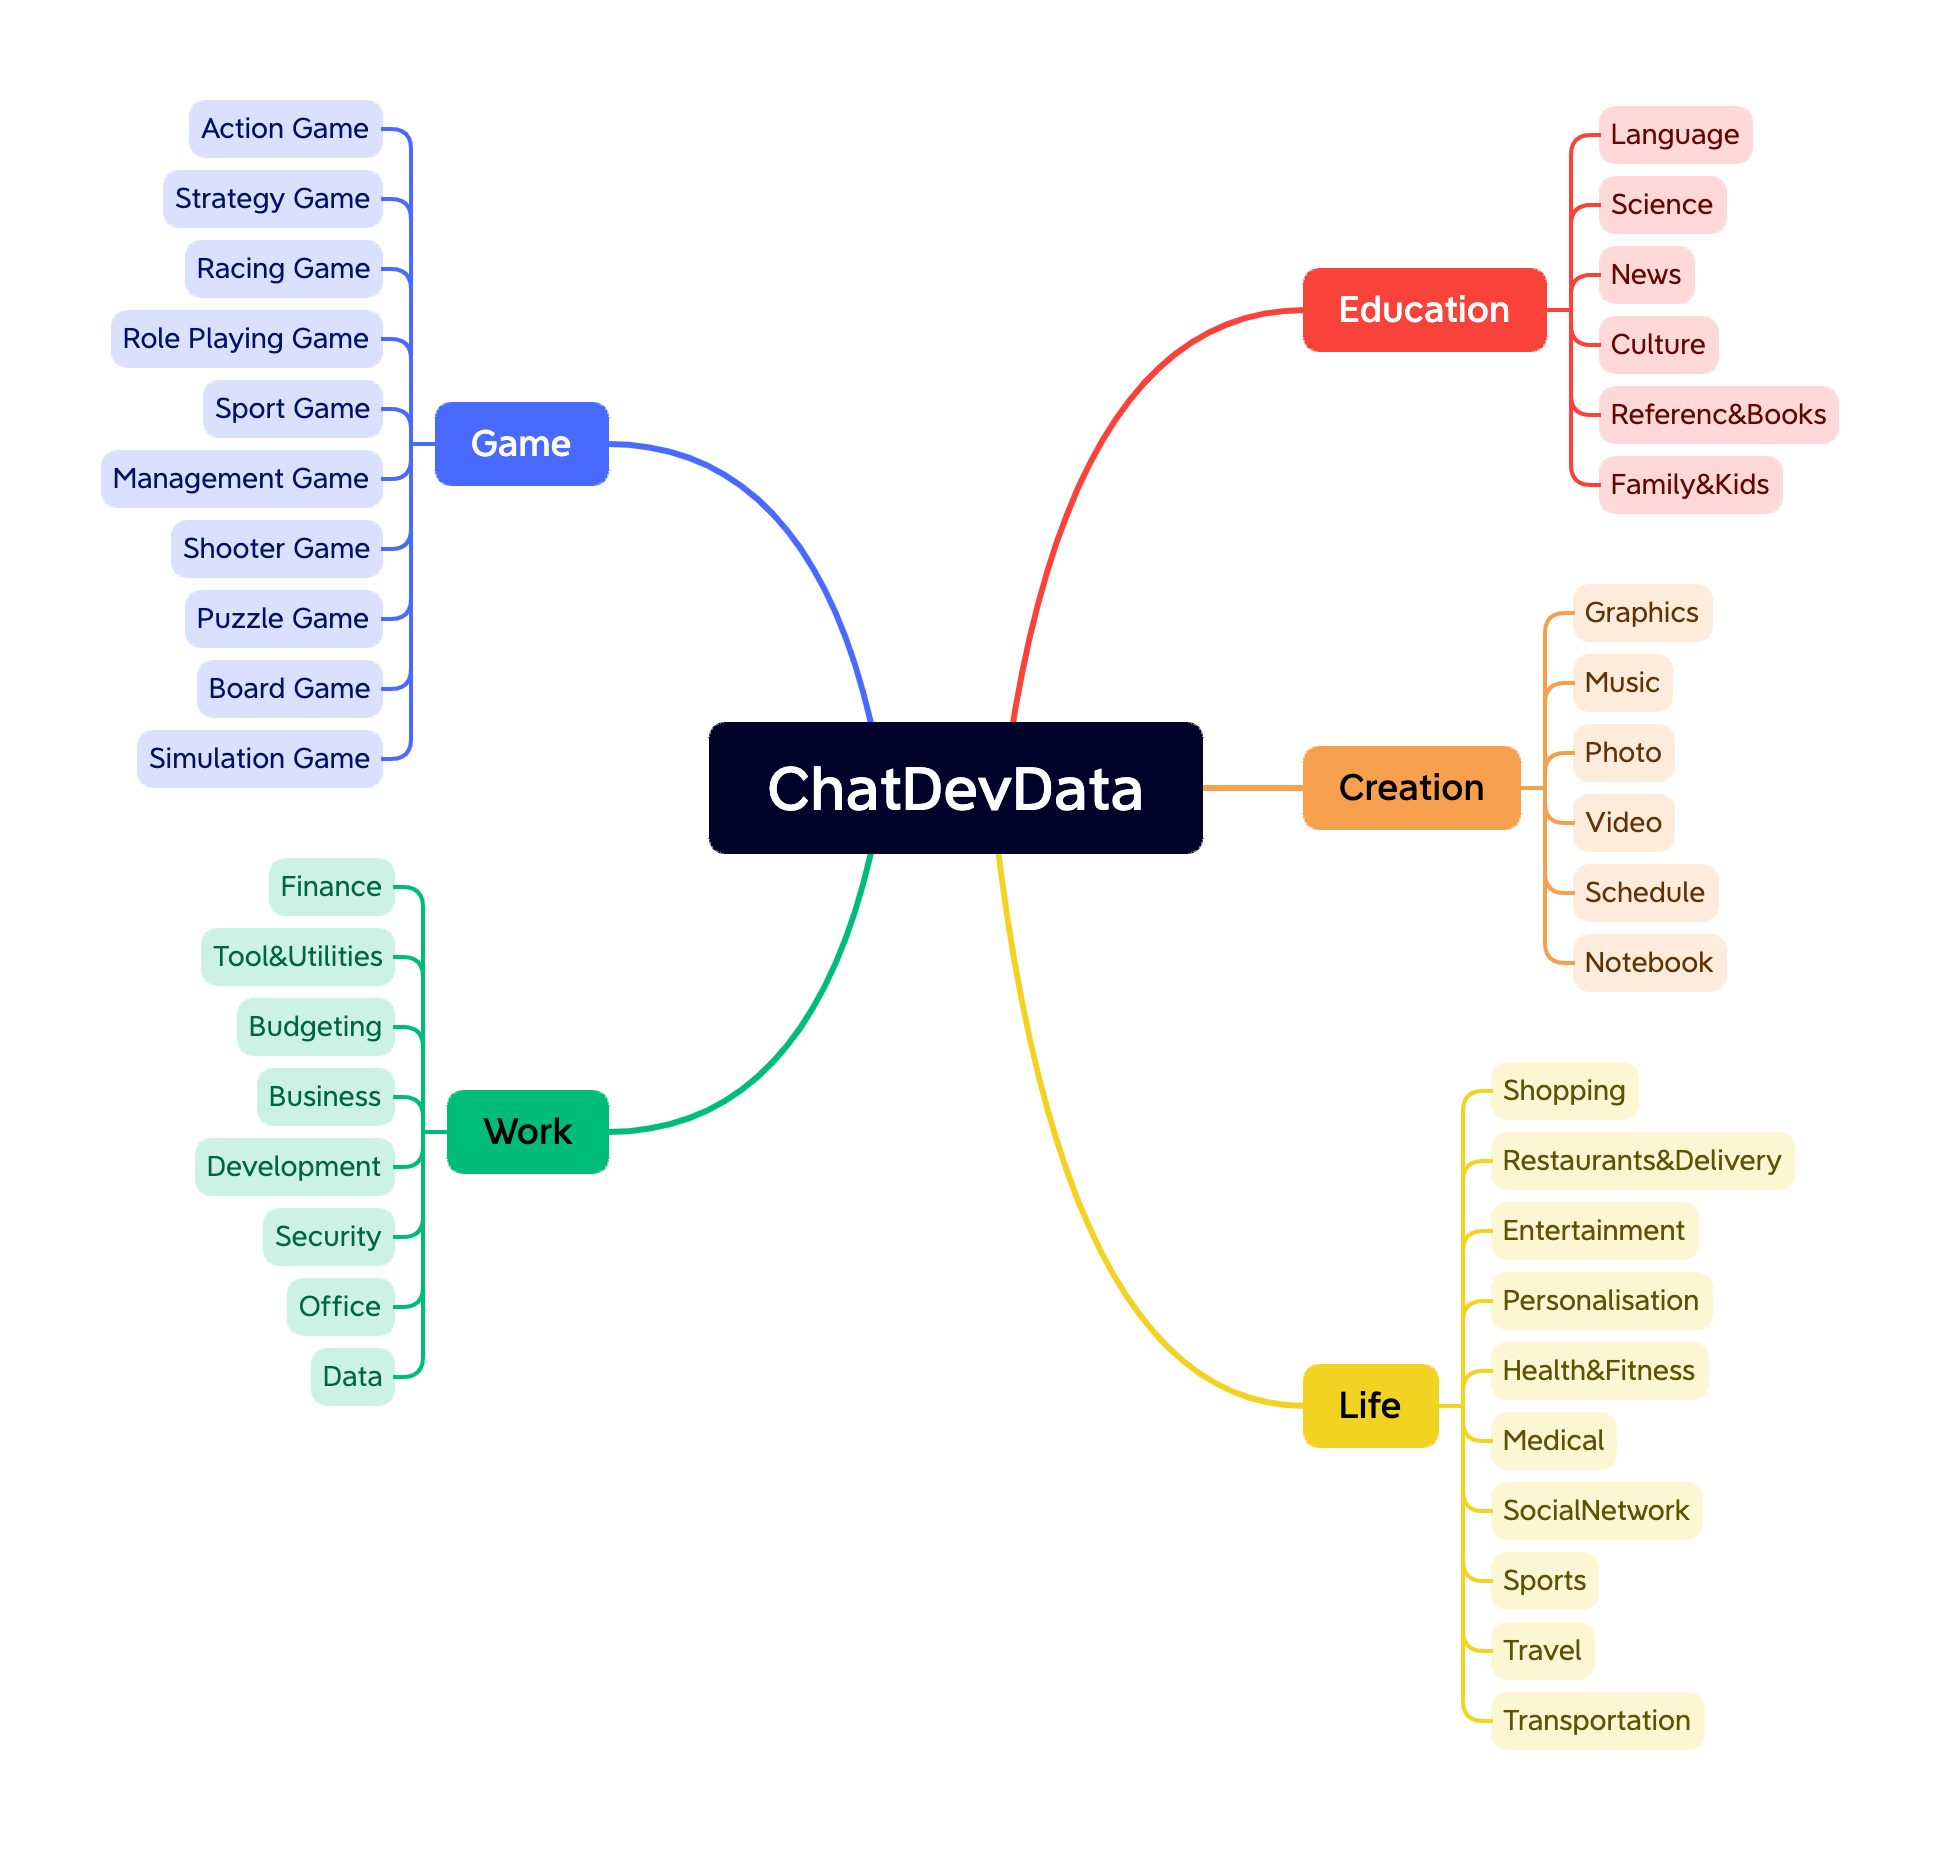 ChatDevData
Game
Action Game
Strategy Game
Racing Game
Role Playing Game
Sport Game
Management Game
Shooter Game
Puzzle Game
Board Game
Simulation Game
Work
Finance
Tool&Utilities
Budgeting
Business
Development
Security
Office
Data
Education
Language
Science
News
Culture
Referenc&Books
Family&Kids
Creation
Graphics
Music
Photo
Video
Schedule
Notebook
Life
Shopping
Restaurants&Delivery
Entertainment
Personalisation
Health&Fitness
Medical
SocialNetwork
Sports
Travel
Transportation